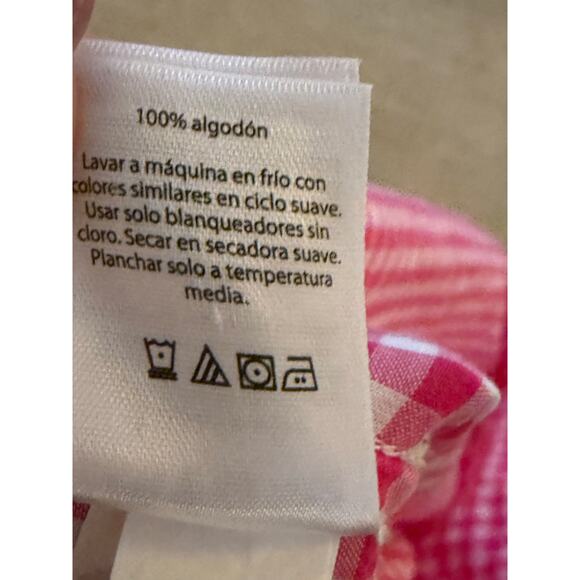 100% algodón
Lavar a máquina en frío con
colores similares en ciclo suave.
Usar solo blanqueadores sin
cloro. Secar en secadora suave.
Planchar solo a temperatura
media.